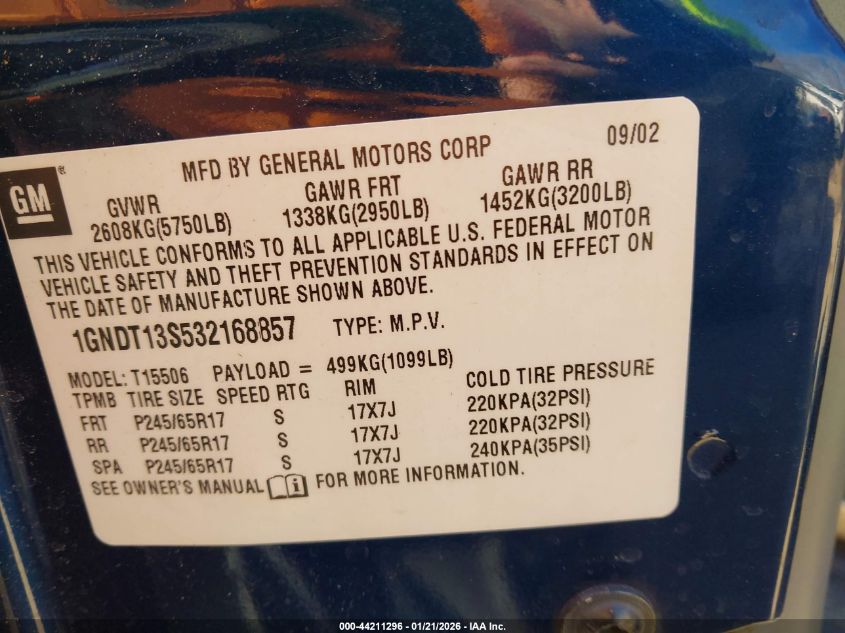 MFD BY GENERAL MOTORS CORP 09/02
GM®
GVWR GAWR FRT GAWR RR
2608KG(5750LB) 1338KG(2950LB) 1452KG(3200LB)
THIS VEHICLE CONFORMS TO ALL APPLICABLE U.S. FEDERAL MOTOR
VEHICLE SAFETY AND THEFT PREVENTION STANDARDS IN EFFECT ON
THE DATE OF MANUFACTURE SHOWN ABOVE.
1GNDT13S532168857 TYPE: M.P.V.
MODEL: T15506 PAYLOAD = 499KG(1099LB)
TPMB TIRE SIZE SPEED RTG RIM COLD TIRE PRESSURE
FRT P245/65R17 S 17X7J 220KPA(32PSI)
RR P245/65R17 S 17X7J 220KPA(32PSI)
SPA P245/65R17 S 17X7J 240KPA(35PSI)
SEE OWNER'S MANUAL i FOR MORE INFORMATION.
000-44211296 - 01/21/2026 - IAA Inc.